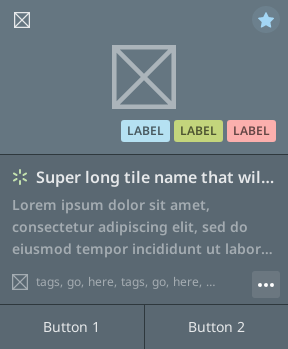 LABEL LABEL LABEL
Super long tile name that wil...
Lorem ipsum dolor sit amet,
consectetur adipiscing elit, sed do
eiusmod tempor incididunt ut labor...
tags, go, here, tags, go, here, ...
Button 1 Button 2